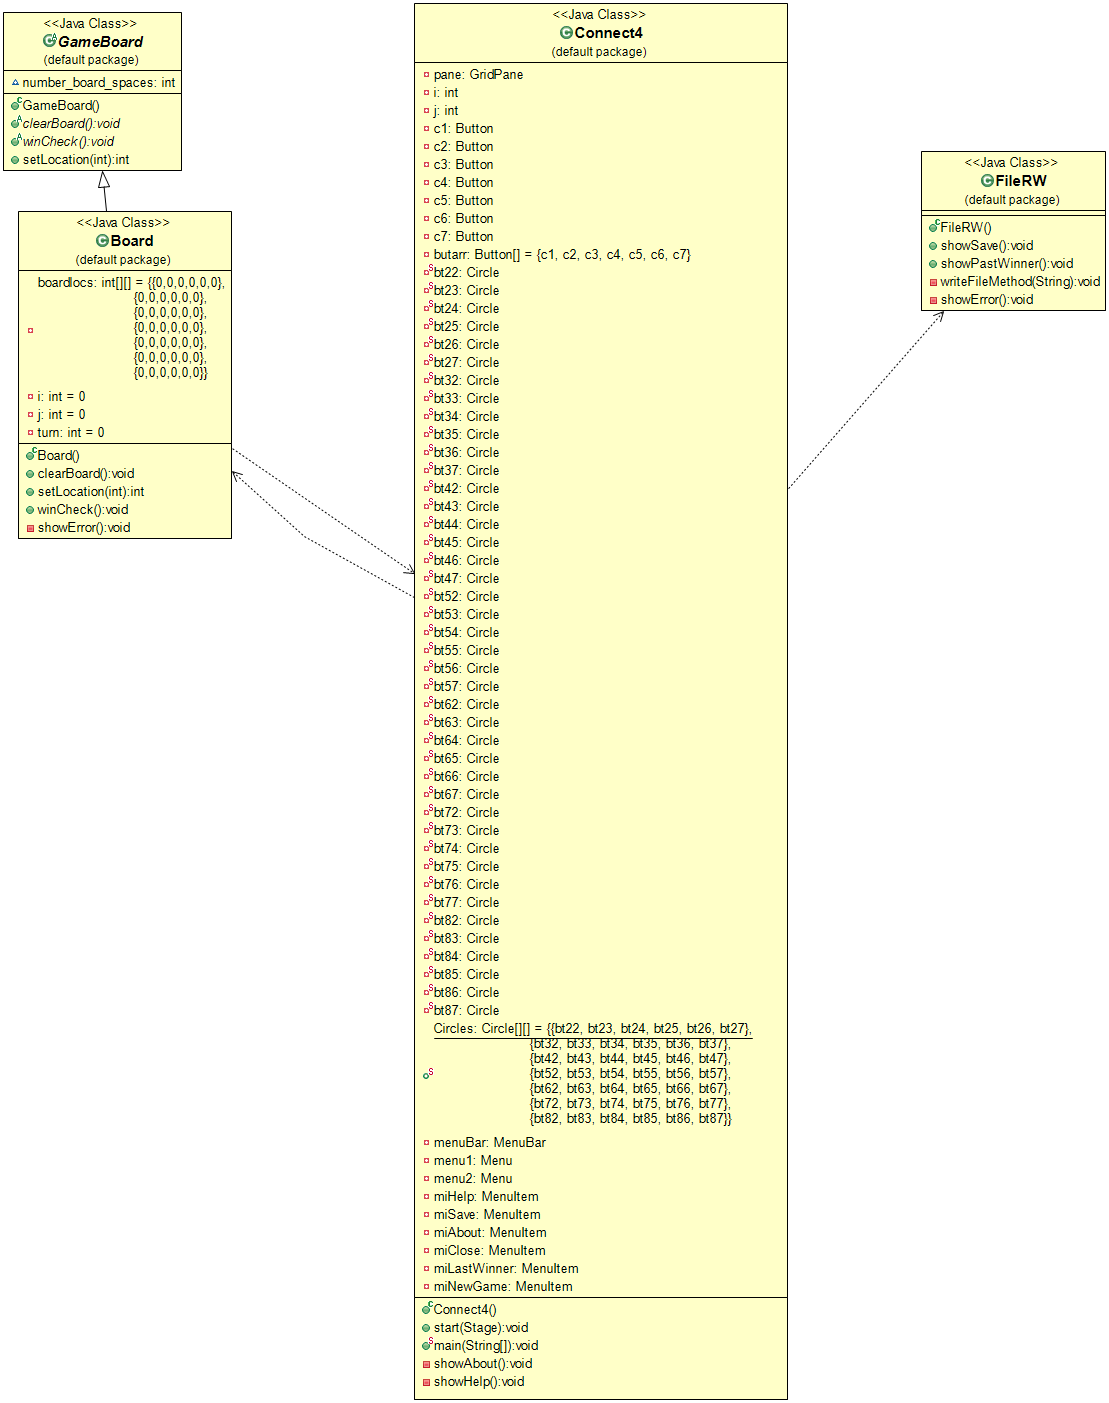 <<Java Class>>
GameBoard
(default package)
number_board_spaces: int
GameBoard()
clearBoard():void
winCheck():void
setLocation(int):int
<<Java Class>>
Board
(default package)
boardlocs: int[][] = {{0,0,0,0,0,0},
{0,0,0,0,0,0},
{0,0,0,0,0,0},
{0,0,0,0,0,0},
{0,0,0,0,0,0},
{0,0,0,0,0,0},
{0,0,0,0,0,0}}
i: int = 0
j: int = 0
turn: int = 0
Board()
clearBoard():void
setLocation(int):int
winCheck():void
showError():void
<<Java Class>>
Connect4
(default package)
pane: GridPane
i: int
j: int
c1: Button
c2: Button
c3: Button
c4: Button
c5: Button
c6: Button
c7: Button
butarr: Button[] = {c1, c2, c3, c4, c5, c6, c7}
bt22: Circle
bt23: Circle
bt24: Circle
bt25: Circle
bt26: Circle
bt27: Circle
bt32: Circle
bt33: Circle
bt34: Circle
bt35: Circle
bt36: Circle
bt37: Circle
bt42: Circle
bt43: Circle
bt44: Circle
bt45: Circle
bt46: Circle
bt47: Circle
bt52: Circle
bt53: Circle
bt54: Circle
bt55: Circle
bt56: Circle
bt57: Circle
bt62: Circle
bt63: Circle
bt64: Circle
bt65: Circle
bt66: Circle
bt67: Circle
bt72: Circle
bt73: Circle
bt74: Circle
bt75: Circle
bt76: Circle
bt77: Circle
bt82: Circle
bt83: Circle
bt84: Circle
bt85: Circle
bt86: Circle
bt87: Circle
Circles: Circle[][] = {{bt22, bt23, bt24, bt25, bt26, bt27},
{bt32, bt33, bt34, bt35, bt36, bt37},
{bt42, bt43, bt44, bt45, bt46, bt47},
{bt52, bt53, bt54, bt55, bt56, bt57},
{bt62, bt63, bt64, bt65, bt66, bt67},
{bt72, bt73, bt74, bt75, bt76, bt77},
{bt82, bt83, bt84, bt85, bt86, bt87}}
menuBar: MenuBar
menu1: Menu
menu2: Menu
miHelp: MenuItem
miSave: MenuItem
miAbout: MenuItem
miClose: MenuItem
miLastWinner: MenuItem
miNewGame: MenuItem
Connect4()
start(Stage):void
main(String[]):void
showAbout():void
showHelp():void
<<Java Class>>
FileRW
(default package)
FileRW()
showSave():void
showPastWinner():void
writeFileMethod(String):void
showError():void